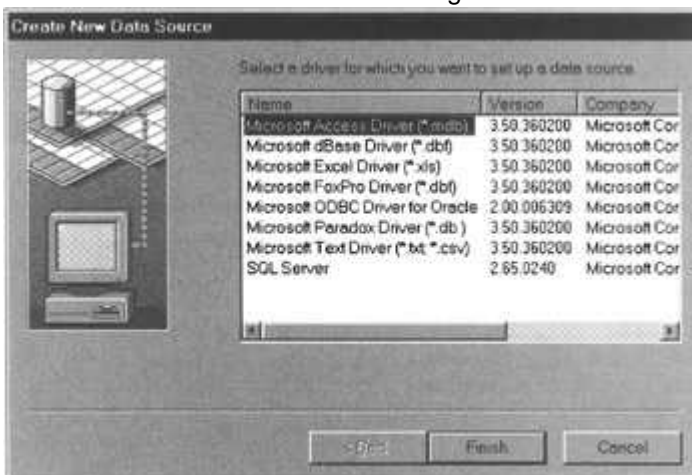 Create New Data Source
Select a driver for which you want to set up a data source.
Name Version Company
Microsoft Access Driver (*.mdb) 3.50.360200 Microsoft Cor
Microsoft dBase Driver (*.dbf) 3.50.360200 Microsoft Cor
Microsoft Excel Driver (*.xls) 3.50.360200 Microsoft Cor
Microsoft FoxPro Driver (*.dbf) 3.50.360200 Microsoft Cor
Microsoft ODBC Driver for Oracle 2.00.006309 Microsoft Cor
Microsoft Paradox Driver (*.db ) 3.50.360200 Microsoft Cor
Microsoft Text Driver (*.txt; *.csv) 3.50.360200 Microsoft Cor
SQL Server 2.65.0240 Microsoft Cor
Finish Cancel